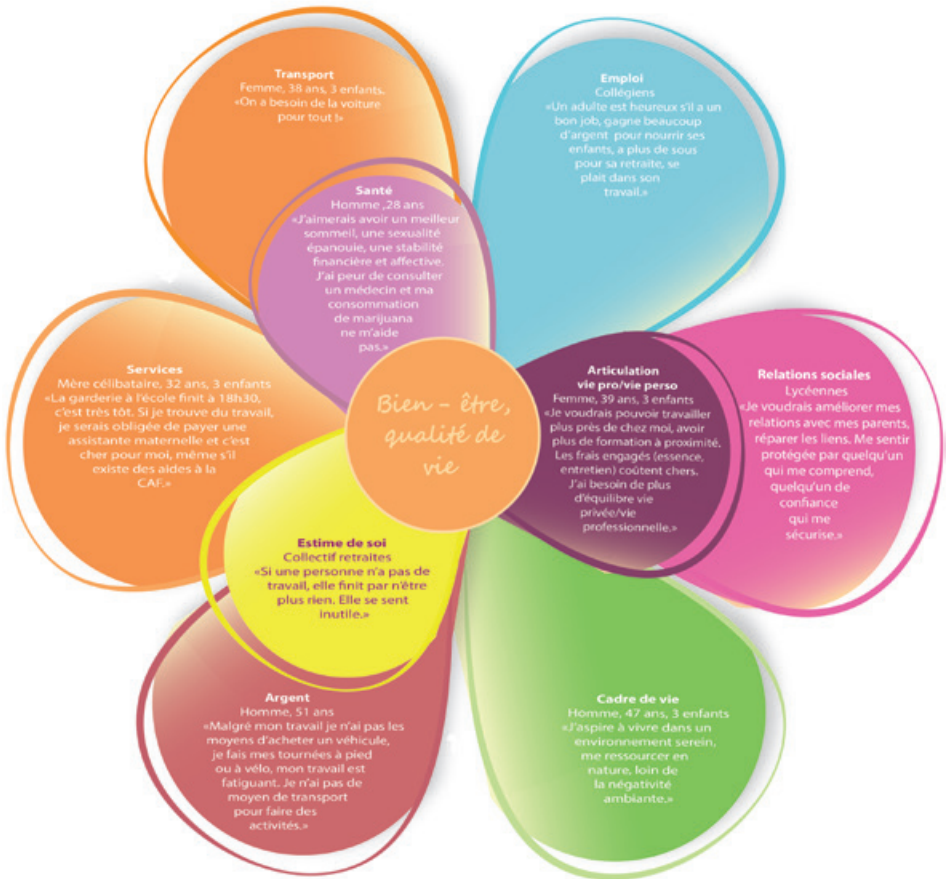 Transport
Femme, 38 ans, 3 enfants.
«On a besoin de la voiture
pour tout !»
Emploi
Collégiens
«Un adulte est heureux s'il a un
bon job, gagne beaucoup
d'argent pour nourrir ses
enfants, a plus de sous
pour sa retraite, se
plait dans son
travail.»
Santé
Homme ,28 ans
«J'aimerais avoir un meilleur
sommeil, une sexualité
épanouie, une stabilité
financière et affective.
J'ai peur de consulter
un médecin et ma
consommation
de marijuana
ne m'aide
pas.»
Services
Mère célibataire, 32 ans, 3 enfants
«La garderie à l'école finit à 18h30,
c'est très tôt. Si je trouve du travail,
je serais obligée de payer une
assistante maternelle et c'est
cher pour moi, même s'il
existe des aides à la
CAF.»
Bien - être,
qualité de
vie
Articulation
vie pro/vie perso
Femme, 39 ans, 3 enfants
«Je voudrais pouvoir travailler
plus près de chez moi, avoir
plus de formation à proximité.
Les frais engagés (essence,
entretien) coûtent chers.
J'ai besoin de plus
d'équilibre vie
privée/vie
professionnelle.»
Relations sociales
Lycéennes
«Je voudrais améliorer mes
relations avec mes parents,
réparer les liens. Me sentir
protégée par quelqu'un
qui me comprend,
quelqu'un de
confiance
qui me
sécurise.»
Estime de soi
Collectif retraites
«Si une personne n'a pas de
travail, elle finit par n'être
plus rien. Elle se sent
inutile.»
Argent
Homme, 51 ans
«Malgré mon travail je n'ai pas les
moyens d'acheter un véhicule,
je fais mes tournées à pied
ou à vélo, mon travail est
fatiguant. Je n'ai pas de
moyen de transport
pour faire des
activités.»
Cadre de vie
Homme, 47 ans, 3 enfants
«J'aspire à vivre dans un
environnement serein,
me ressourcer en
nature, loin de
la négativité
ambiante.»